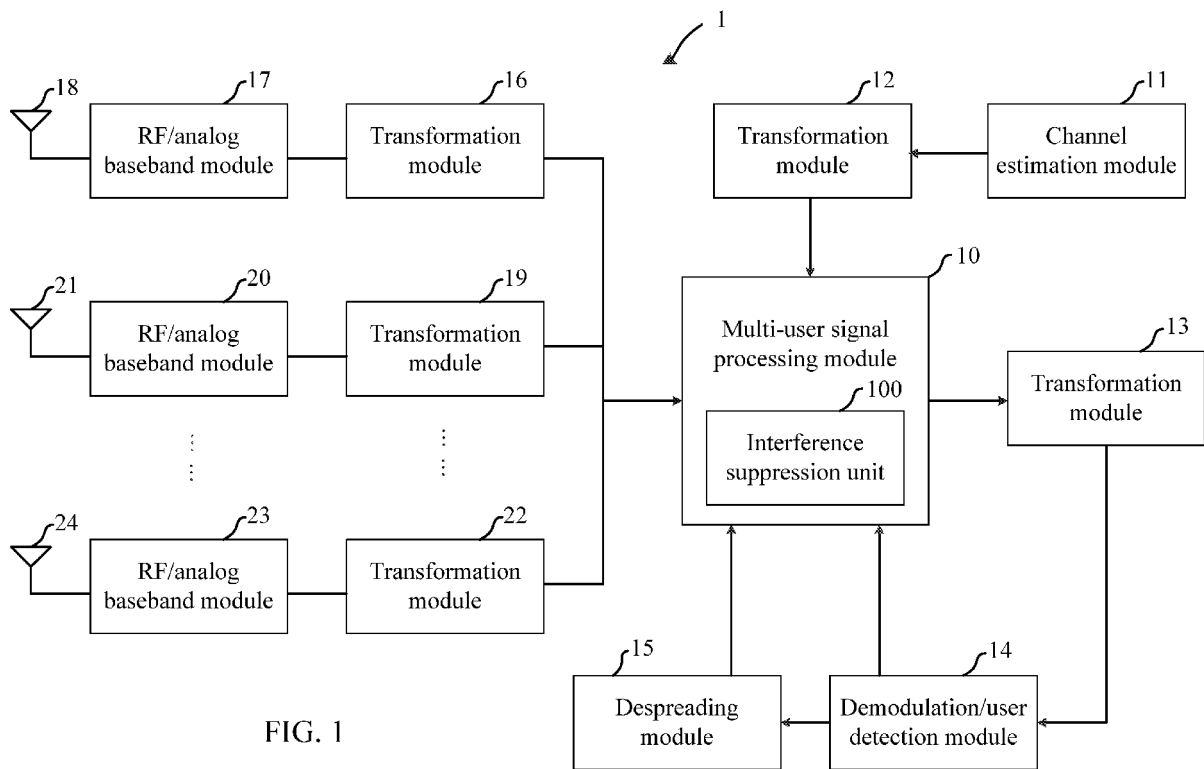 1
18
17
16
12
11
RF/analog
baseband module
Transformation
module
Transformation
module
Channel
estimation module
21
20
19
10
RF/analog
baseband module
Transformation
module
Multi-user signal
processing module
13
Transformation
module
100
Interference
suppression unit
24
23
22
RF/analog
baseband module
Transformation
module
15
14
Despreading
module
Demodulation/user
detection module
FIG. 1